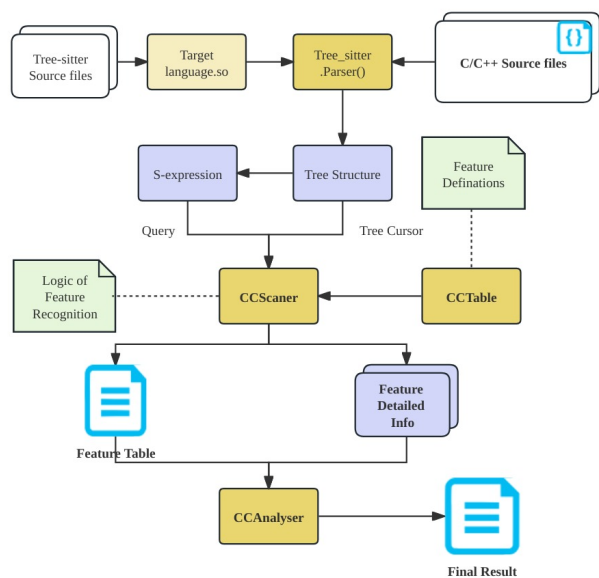 Tree-sitter
Source files
Target
language.so
Tree_sitter
.Parser()
{}
C/C++ Source files
S-expression
Tree Structure
Feature
Definations
Query
Tree Cursor
Logic of
Feature
Recognition
CCScaner
CCTable
Feature
Detailed
Info
Feature Table
CCAnalyser
Final Result